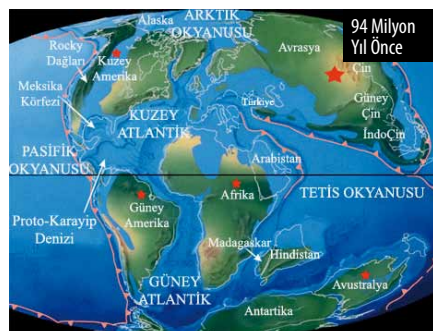 94 Milyon
Yıl Önce
Alaska
ARKTİK
OKYANUSU
Rocky
Dağları
Kuzey
Amerika
Avrasya
Çin
Meksika
Körfezi
KUZEY
ATLANTİK
Türkiye
Güney
Çin
İndoÇin
PASİFİK
OKYANUSU
Arabistan
Proto-Karayip
Denizi
Güney
Amerika
Afrika
TETİS OKYANUSU
Madagaskar
Hindistan
GÜNEY
ATLANTİK
Avustralya
Antartika